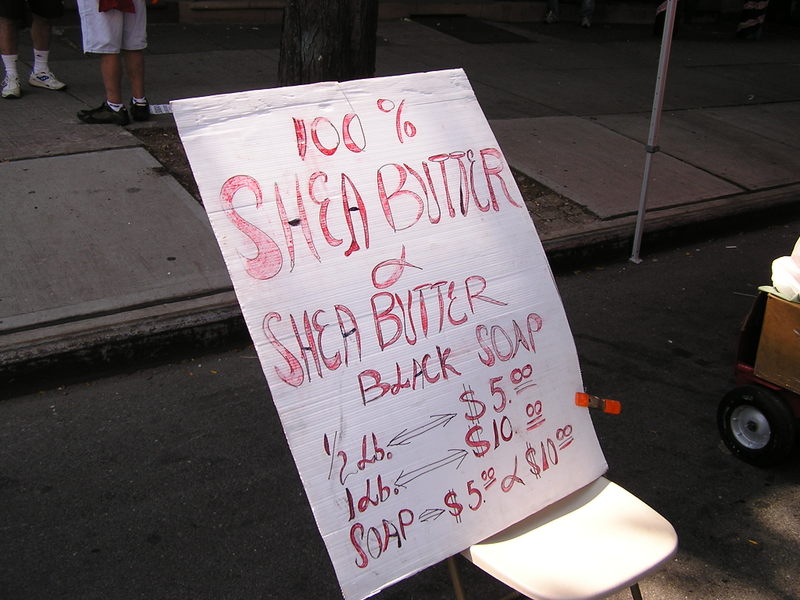 100 %
SHEA BUTTER
&
SHEA BUTTER
BLACK SOAP
1/2 Lb. ↔ $5.00
1 Lb. ↔ $10.00
SOAP ↔ $5.00 & $10.00